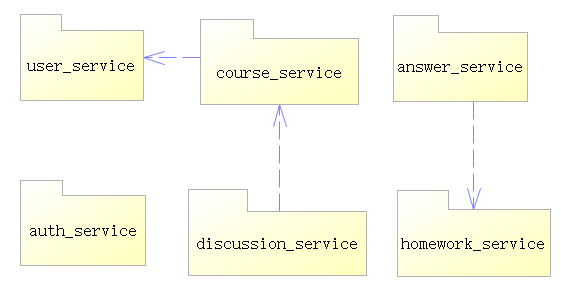 user_service
course_service
answer_service
auth_service
discussion_service
homework_service